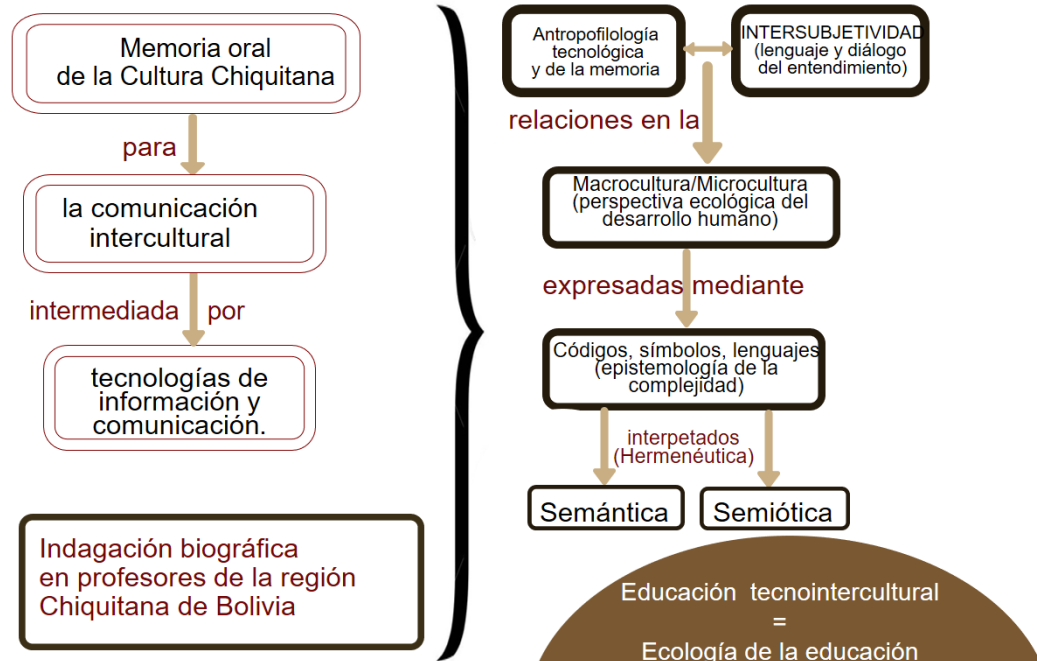 Memoria oral
de la Cultura Chiquitana
para
la comunicación
intercultural
intermediada por
tecnologías de
información y
comunicación.
Indagación biográfica
en profesores de la región
Chiquitana de Bolivia
Antropofilología
tecnológica
y de la memoria
INTERSUBJETIVIDAD
(lenguaje y diálogo
del entendimiento)
relaciones en la
Macrocultura/Microcultura
(perspectiva ecológica del
desarrollo humano)
expresadas mediante
Códigos, símbolos, lenguajes
(epistemología de la
complejidad)
interpetados
(Hermenéutica)
Semántica
Semiótica
Educación tecnointercultural
=
Ecología de la educación